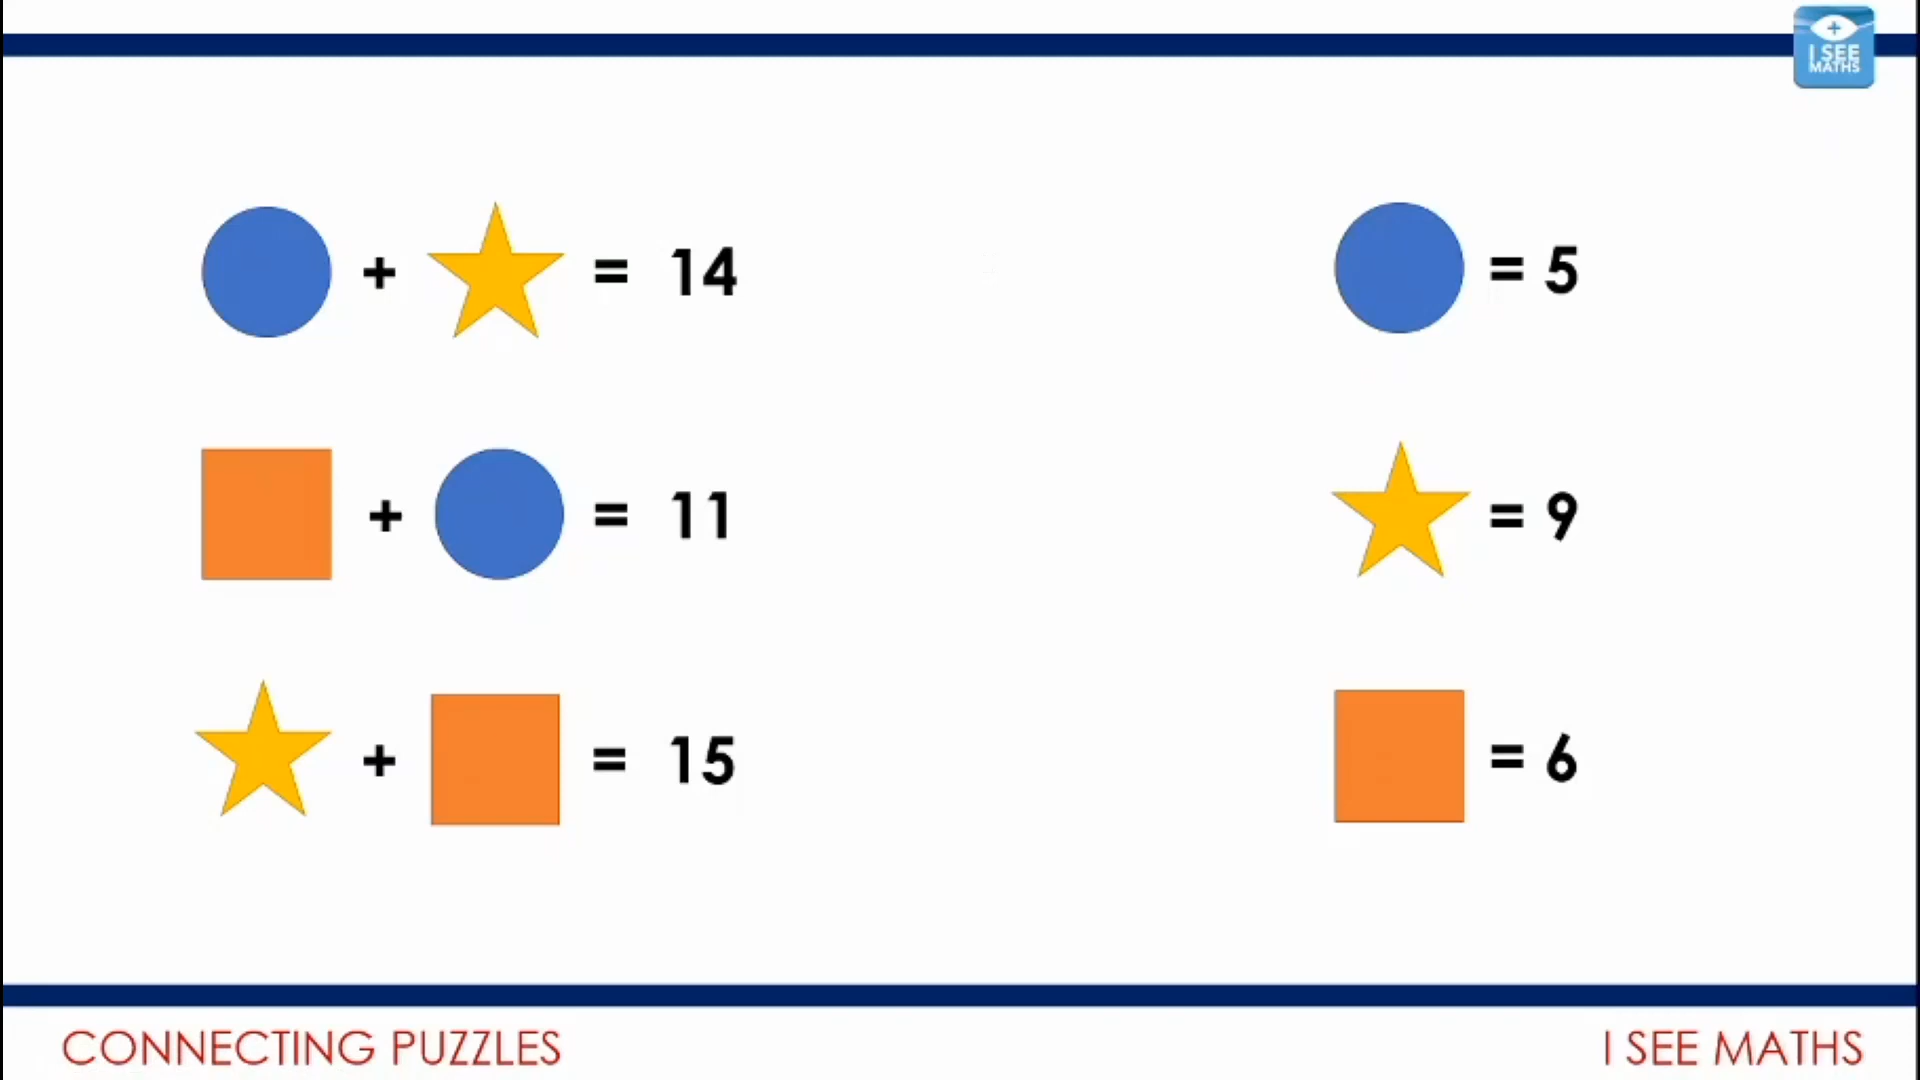 I SEE
MATHS
+ = 14
= 5
+ = 11
= 9
+ = 15
= 6
CONNECTING PUZZLES
I SEE MATHS